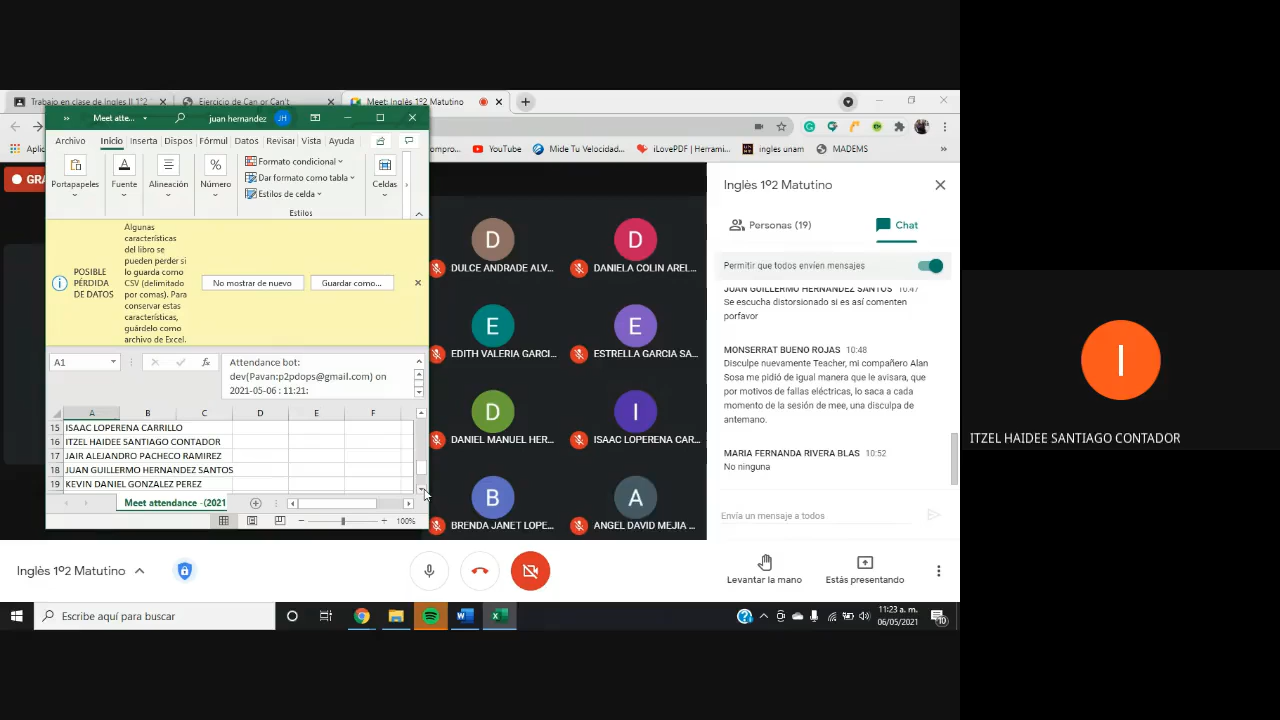 Trabajo en clase de Ingles II 1°2
Ejercicio de Can or Can't
Meet: Inglès 1º2 Matutino
Meet atte...
juan hernandez
JH
Archivo
Inicio
Inserta
Dispos
Fórmul
Datos
Revisar
Vista
Ayuda
Portapapeles
Fuente
Alineación
Número
Formato condicional
Dar formato como tabla
Estilos de celda
Estilos
Celdas
POSIBLE
PÉRDIDA
DE DATOS
Algunas
características
del libro se
pueden perder si
lo guarda como
CSV (delimitado
por comas). Para
conservar estas
características,
guárdelo como
archivo de Excel.
No mostrar de nuevo
Guardar como...
A1
fx
Attendance bot:
dev(Pavan:p2pdops@gmail.com) on
2021-05-06 : 11:21:
A B C D E F
15 ISAAC LOPERENA CARRILLO
16 ITZEL HAIDEE SANTIAGO CONTADOR
17 JAIR ALEJANDRO PACHECO RAMIREZ
18 JUAN GUILLERMO HERNANDEZ SANTOS
19 KEVIN DANIEL GONZALEZ PEREZ
Meet attendance -(2021
100%
YouTube
Mide Tu Velocidad...
iLovePDF | Herrami...
ingles unam
MADEMS
D
DULCE ANDRADE ALV...
D
DANIELA COLIN AREL...
E
EDITH VALERIA GARCI...
E
ESTRELLA GARCIA SA...
D
DANIEL MANUEL HER...
I
ISAAC LOPERENA CAR...
B
BRENDA JANET LOPE...
A
ANGEL DAVID MEJIA ...
Inglès 1º2 Matutino
Personas (19)
Chat
Permitir que todos envíen mensajes
JUAN GUILLERMO HERNANDEZ SANTOS 10:47
Se escucha distorsionado si es así comenten
porfavor
MONSERRAT BUENO ROJAS 10:48
Disculpe nuevamente Teacher, mi compañero Alan
Sosa me pidió de igual manera que le avisara, que
por motivos de fallas eléctricas, lo saca a cada
momento de la sesión de mee, una disculpa de
antemano.
MARIA FERNANDA RIVERA BLAS 10:52
No ninguna
Envía un mensaje a todos
Inglès 1º2 Matutino
Levantar la mano
Estás presentando
Escribe aquí para buscar
11:23 a. m.
06/05/2021
10
I
ITZEL HAIDEE SANTIAGO CONTADOR